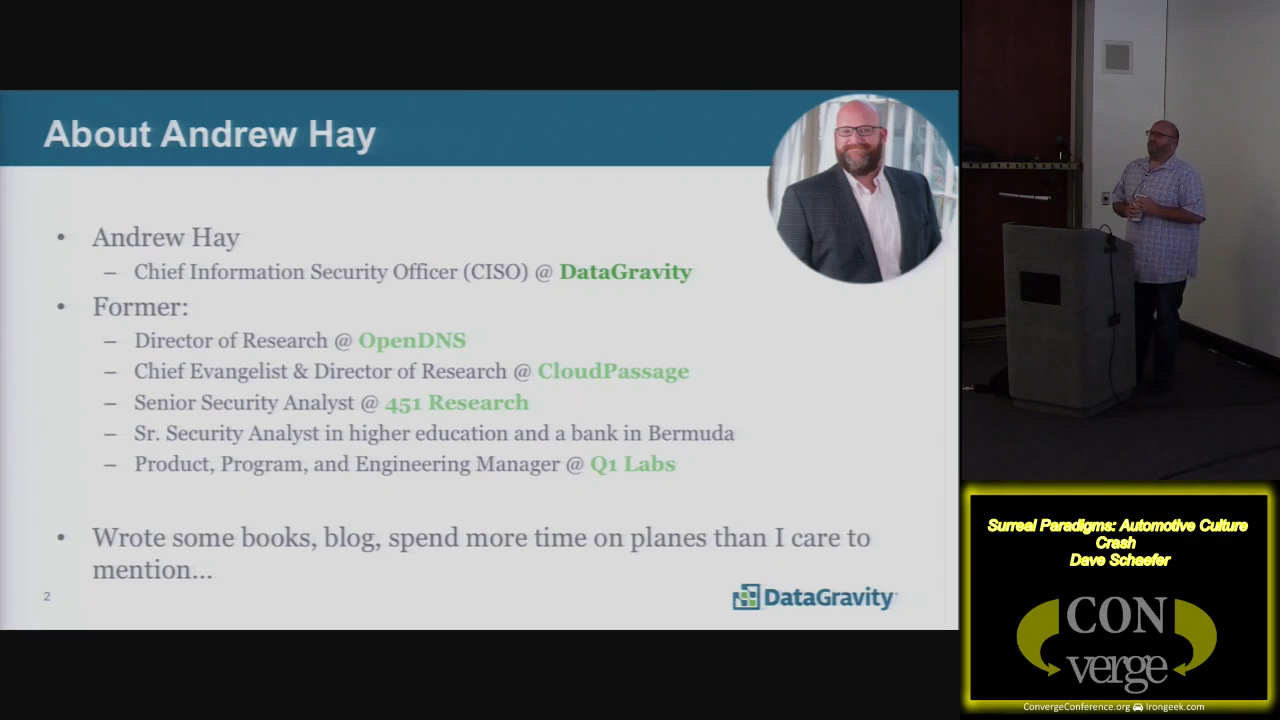 About Andrew Hay
• Andrew Hay
– Chief Information Security Officer (CISO) @ DataGravity
• Former:
– Director of Research @ OpenDNS
– Chief Evangelist & Director of Research @ CloudPassage
– Senior Security Analyst @ 451 Research
– Sr. Security Analyst in higher education and a bank in Bermuda
– Product, Program, and Engineering Manager @ Q1 Labs
• Wrote some books, blog, spend more time on planes than I care to
mention...
2
DataGravity
Surreal Paradigms: Automotive Culture
Crash
Dave Schaefer
CON
verge
ConvergeConference.org Irongeek.com